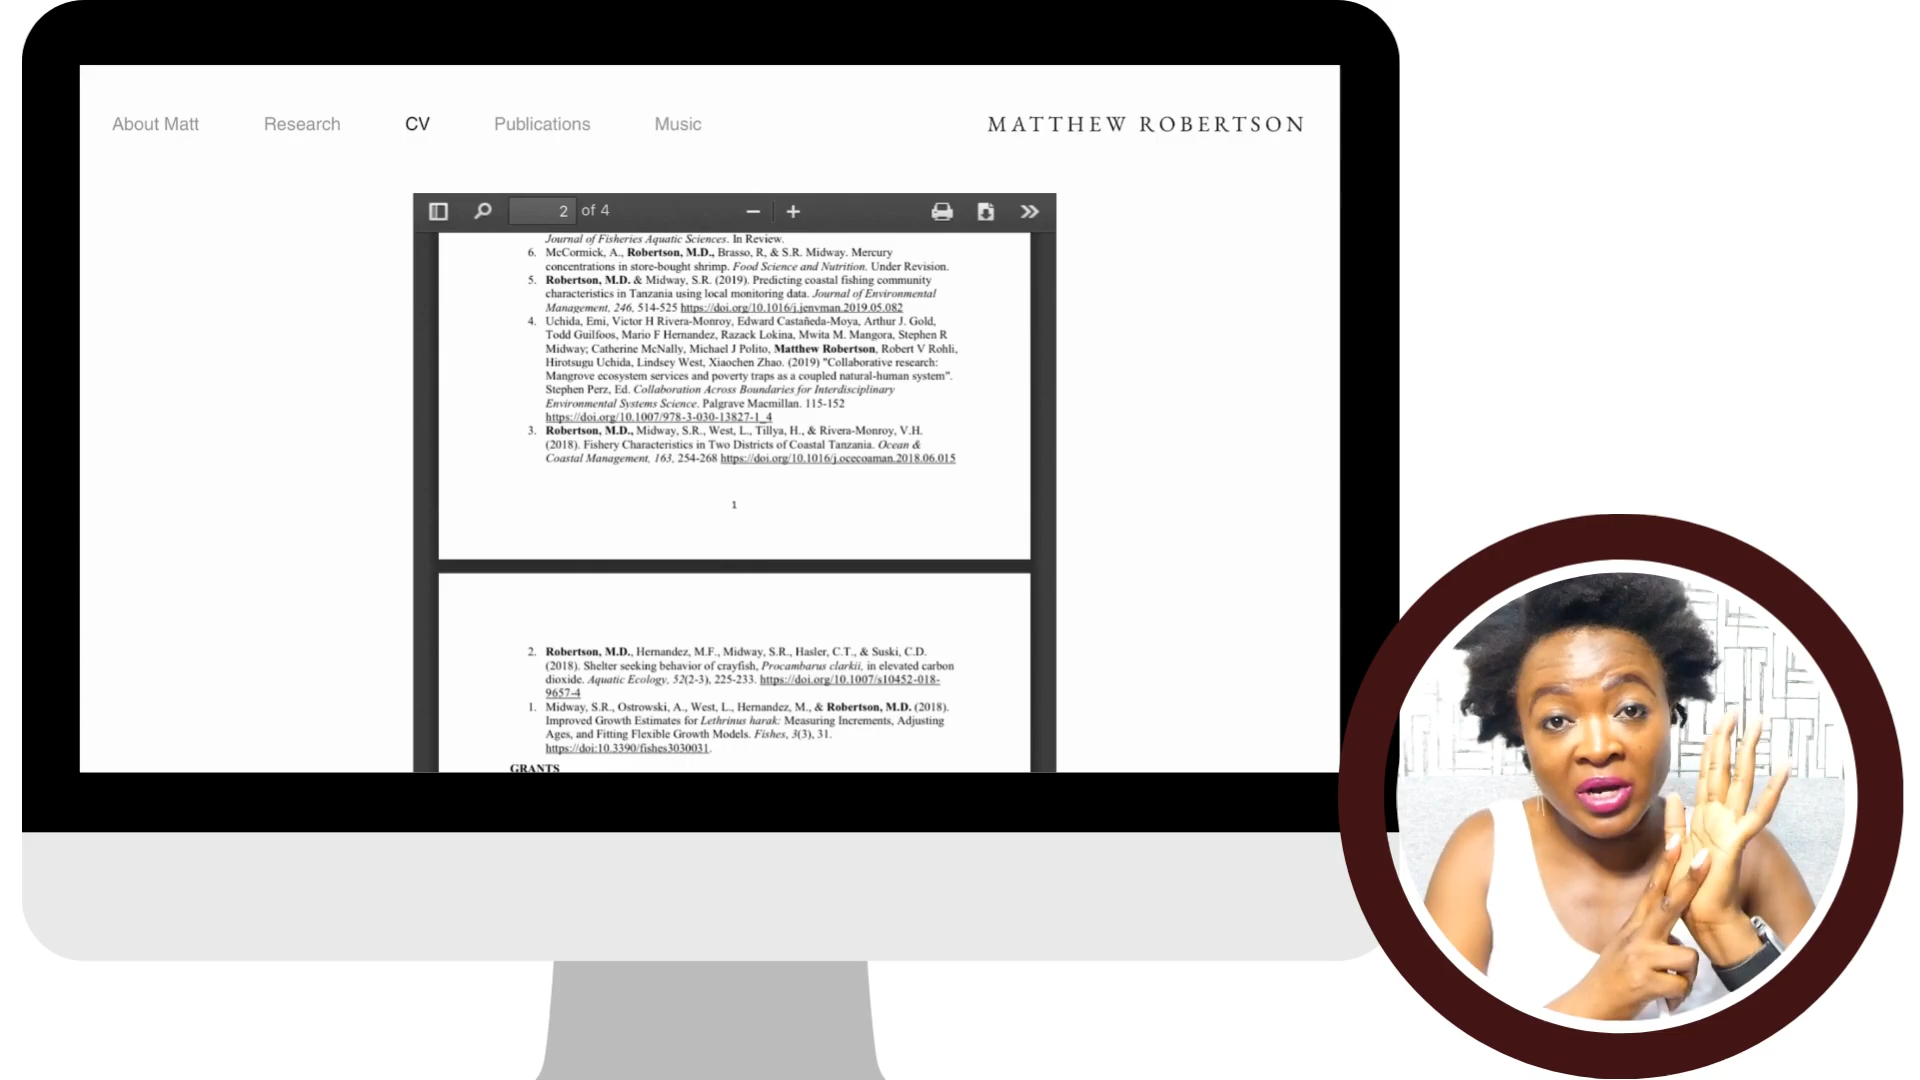 About Matt Research CV Publications Music MATTHEW ROBERTSON
2 of 4
Journal of Fisheries Aquatic Sciences. In Review.
6. McCormick, A., Robertson, M.D., Brasso, R, & S.R. Midway. Mercury
concentrations in store-bought shrimp. Food Science and Nutrition. Under Revision.
5. Robertson, M.D. & Midway, S.R. (2019). Predicting coastal fishing community
characteristics in Tanzania using local monitoring data. Journal of Environmental
Management, 246, 514-525 https://doi.org/10.1016/j.jenvman.2019.05.082
4. Uchida, Emi, Victor H Rivera-Monroy, Edward Castañeda-Moya, Arthur J. Gold,
Todd Guilfoos, Mario F Hernandez, Razack Lokina, Mwita M. Mangora, Stephen R
Midway; Catherine McNally, Michael J Polito, Matthew Robertson, Robert V Rohli,
Hirotsugu Uchida, Lindsey West, Xiaochen Zhao. (2019) "Collaborative research:
Mangrove ecosystem services and poverty traps as a coupled natural-human system".
Stephen Perz, Ed. Collaboration Across Boundaries for Interdisciplinary
Environmental Systems Science. Palgrave Macmillan. 115-152
https://doi.org/10.1007/978-3-030-13827-1_4
3. Robertson, M.D., Midway, S.R., West, L., Tillya, H., & Rivera-Monroy, V.H.
(2018). Fishery Characteristics in Two Districts of Coastal Tanzania. Ocean &
Coastal Management, 163, 254-268 https://doi.org/10.1016/j.ocecoaman.2018.06.015
1
2. Robertson, M.D., Hernandez, M.F., Midway, S.R., Hasler, C.T., & Suski, C.D.
(2018). Shelter seeking behavior of crayfish, Procambarus clarkii, in elevated carbon
dioxide. Aquatic Ecology, 52(2-3), 225-233. https://doi.org/10.1007/s10452-018-
9657-4
1. Midway, S.R., Ostrowski, A., West, L., Hernandez, M., & Robertson, M.D. (2018).
Improved Growth Estimates for Lethrinus harak: Measuring Increments, Adjusting
Ages, and Fitting Flexible Growth Models. Fishes, 3(3), 31.
https://doi:10.3390/fishes3030031.
GRANTS